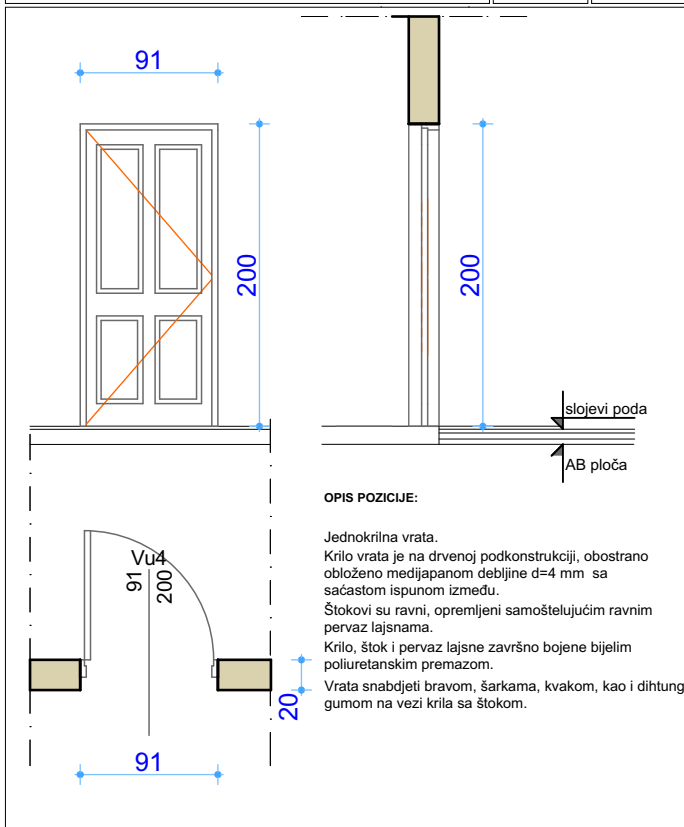 91
200
200
slojevi poda
AB ploča
OPIS POZICIJE:
Jednokrilna vrata.
Krilo vrata je na drvenoj podkonstrukciji, obostrano
obloženo medijapanom debljine d=4 mm sa
saćastom ispunom između.
Štokovi su ravni, opremljeni samoštelujućim ravnim
pervaz lajsnama.
Krilo, štok i pervaz lajsne završno bojene bijelim
poliuretanskim premazom.
Vrata snabdjeti bravom, šarkama, kvakom, kao i dihtung
gumom na vezi krila sa štokom.
Vu4
91
200
20
91